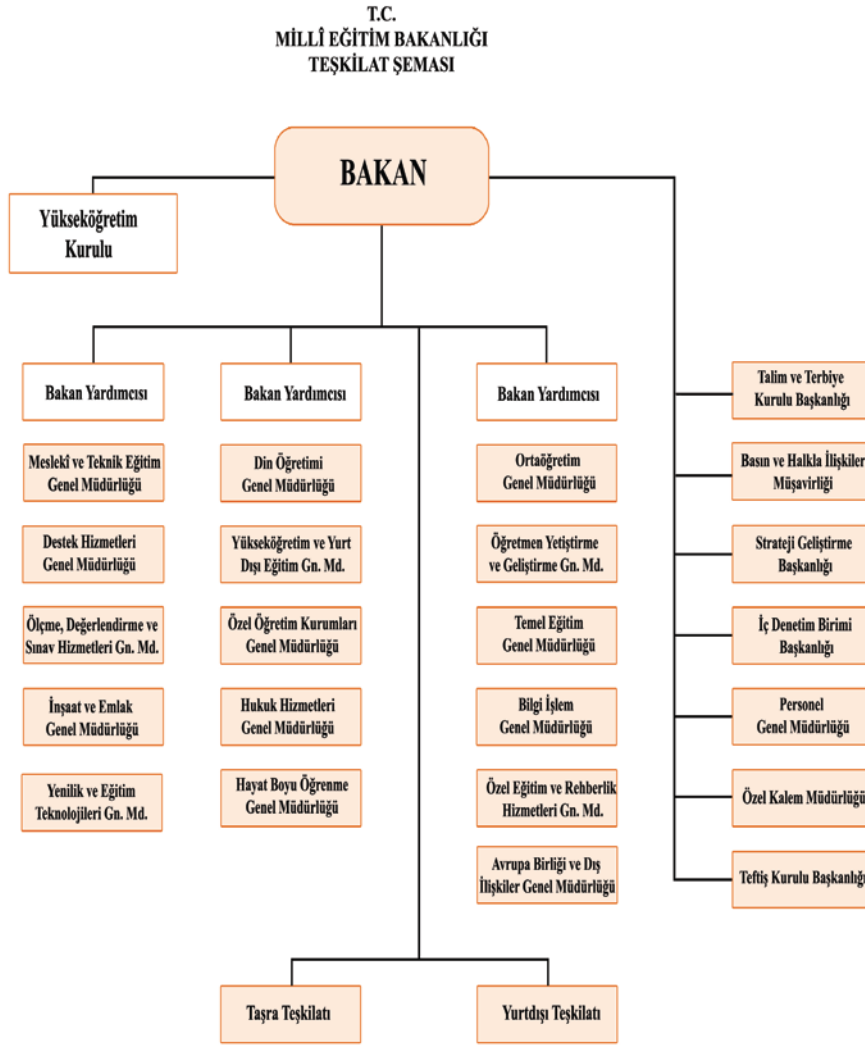 T.C.
MİLLÎ EĞİTİM BAKANLIĞI
TEŞKİLAT ŞEMASI
BAKAN
Yükseköğretim
Kurulu
Bakan Yardımcısı
Meslekî ve Teknik Eğitim
Genel Müdürlüğü
Destek Hizmetleri
Genel Müdürlüğü
Ölçme, Değerlendirme ve
Sınav Hizmetleri Gn. Md.
İnşaat ve Emlak
Genel Müdürlüğü
Yenilik ve Eğitim
Teknolojileri Gn. Md.
Bakan Yardımcısı
Din Öğretimi
Genel Müdürlüğü
Yükseköğretim ve Yurt
Dışı Eğitim Gn. Md.
Özel Öğretim Kurumları
Genel Müdürlüğü
Hukuk Hizmetleri
Genel Müdürlüğü
Hayat Boyu Öğrenme
Genel Müdürlüğü
Bakan Yardımcısı
Ortaöğretim
Genel Müdürlüğü
Öğretmen Yetiştirme
ve Geliştirme Gn. Md.
Temel Eğitim
Genel Müdürlüğü
Bilgi İşlem
Genel Müdürlüğü
Özel Eğitim ve Rehberlik
Hizmetleri Gn. Md.
Avrupa Birliği ve Dış
İlişkiler Genel Müdürlüğü
Talim ve Terbiye
Kurulu Başkanlığı
Basın ve Halkla İlişkiler
Müşavirliği
Strateji Geliştirme
Başkanlığı
İç Denetim Birimi
Başkanlığı
Personel
Genel Müdürlüğü
Özel Kalem Müdürlüğü
Teftiş Kurulu Başkanlığı
Taşra Teşkilatı
Yurtdışı Teşkilatı